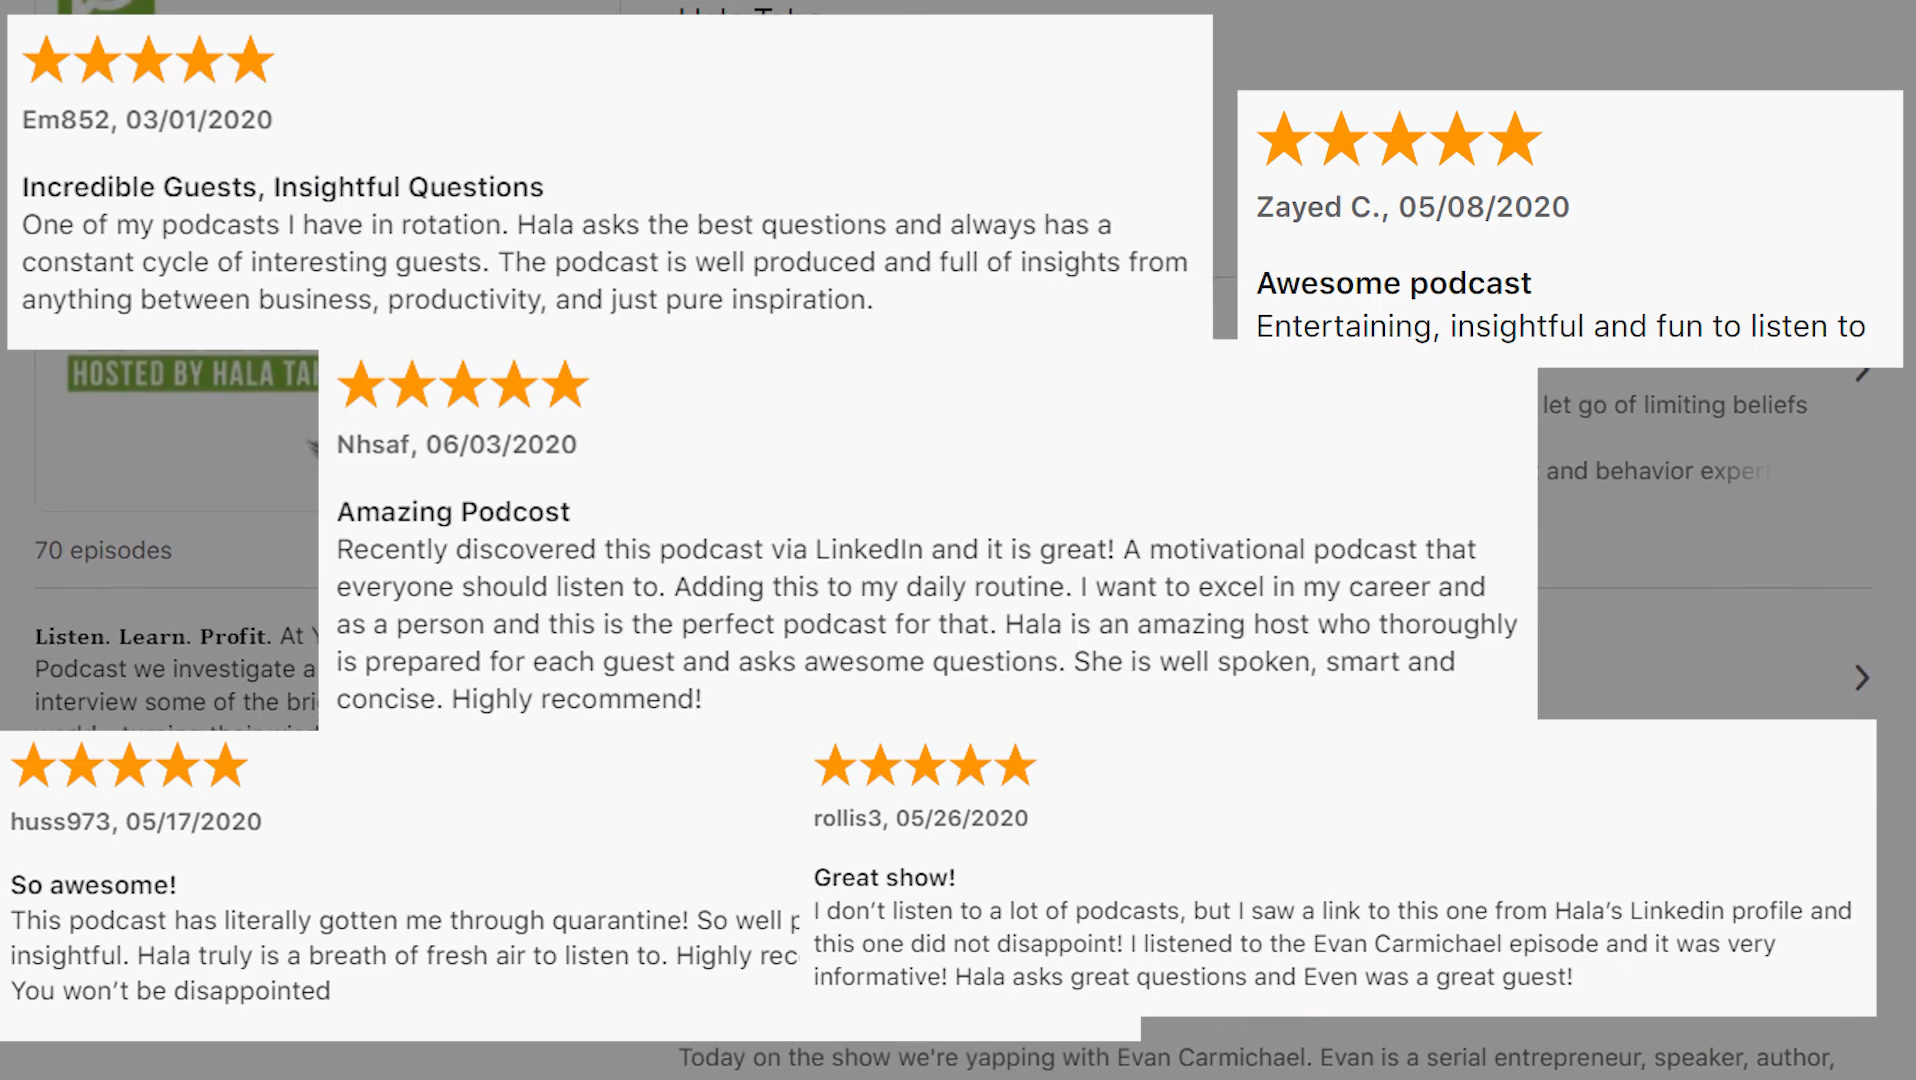 Em852, 03/01/2020
Incredible Guests, Insightful Questions
One of my podcasts I have in rotation. Hala asks the best questions and always has a
constant cycle of interesting guests. The podcast is well produced and full of insights from
anything between business, productivity, and just pure inspiration.
Zayed C., 05/08/2020
Awesome podcast
Entertaining, insightful and fun to listen to
HOSTED BY HALA
let go of limiting beliefs
and behavior
Nhsaf, 06/03/2020
Amazing Podcost
Recently discovered this podcast via LinkedIn and it is great! A motivational podcast that
everyone should listen to. Adding this to my daily routine. I want to excel in my career and
as a person and this is the perfect podcast for that. Hala is an amazing host who thoroughly
is prepared for each guest and asks awesome questions. She is well spoken, smart and
concise. Highly recommend!
70 episodes
Listen. Learn. Profit. At
Podcast we investigate
interview some of the
huss973, 05/17/2020
So awesome!
This podcast has literally gotten me through quarantine! So well
insightful. Hala truly is a breath of fresh air to listen to. Highly
You won't be disappointed
rollis3, 05/26/2020
Great show!
I don't listen to a lot of podcasts, but I saw a link to this one from Hala's Linkedin profile and
this one did not disappoint! I listened to the Evan Carmichael episode and it was very
informative! Hala asks great questions and Even was a great guest!
Today on the show we're yapping with Evan Carmichael. Evan is a serial entrepreneur, speaker, author,